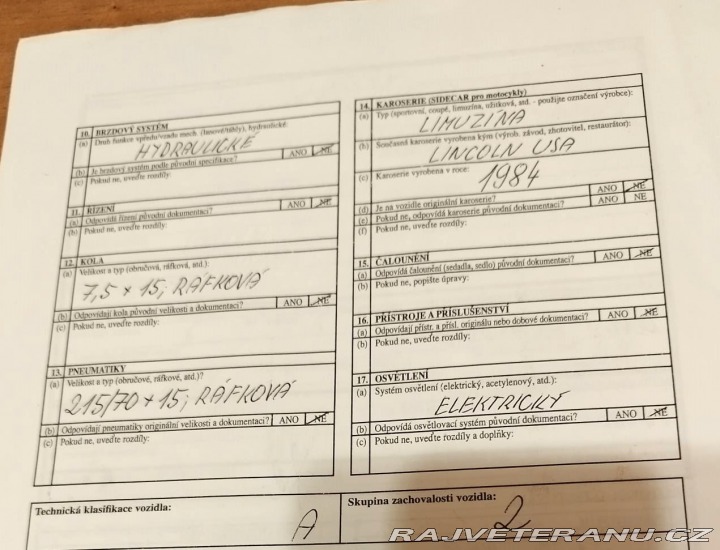 10. BRZDOVÝ SYSTÉM
(a) Druh funkce vpředu/vzadu mech. (lanové/táhly), hydraulické:
HYDRAULICKÉ
(b) Je brzdový systém podle původní specifikace? ANO NE
(c) Pokud ne, uveďte rozdíly:
11. ŘÍZENÍ
(a) Odpovídá řízení původní dokumentaci? ANO NE
(b) Pokud ne, uveďte rozdíly:
12. KOLA
(a) Velikost a typ (obručová, ráfková, atd.):
7,5 × 15; RÁFKOVÁ
(b) Odpovídají kola původní velikosti a dokumentaci? ANO NE
(c) Pokud ne, uveďte rozdíly:
13. PNEUMATIKY
(a) Velikost a typ (obručové, ráfkové, atd.)?
215/70 × 15; RÁFKOVÁ
(b) Odpovídají pneumatiky originální velikosti a dokumentaci? ANO NE
(c) Pokud ne, uveďte rozdíly:
14. KAROSERIE (SIDECAR pro motocykly)
(a) Typ (sportovní, coupé, limuzína, užitková, atd. - použijte označení výrobce):
LIMUZÍNA
(b) Současná karoserie vyrobena kým (výrob. závod, zhotovitel, restaurátor):
LINCOLN USA
(c) Karoserie vyrobena v roce: 1984
(d) Je na vozidle originální karoserie? ANO NE
(e) Pokud ne, odpovídá karoserie původní dokumentaci? ANO NE
(f) Pokud ne, uveďte rozdíly:
15. ČALOUNĚNÍ
(a) Odpovídá čalounění (sedadla, sedlo) původní dokumentaci? ANO NE
(b) Pokud ne, popište úpravy:
16. PŘÍSTROJE A PŘÍSLUŠENSTVÍ
(a) Odpovídají přístr. a přísl. originálu nebo dobové dokumentaci? ANO NE
(b) Pokud ne, uveďte rozdíly:
17. OSVĚTLENÍ
(a) Systém osvětlení (elektrický, acetylenový, atd.):
ELEKTRICKÝ
(b) Odpovídá osvětlovací systém původní dokumentaci? ANO NE
(c) Pokud ne, uveďte rozdíly a doplňky:
Technická klasifikace vozidla: A
Skupina zachovalosti vozidla: 2
RAJVETERANU.CZ